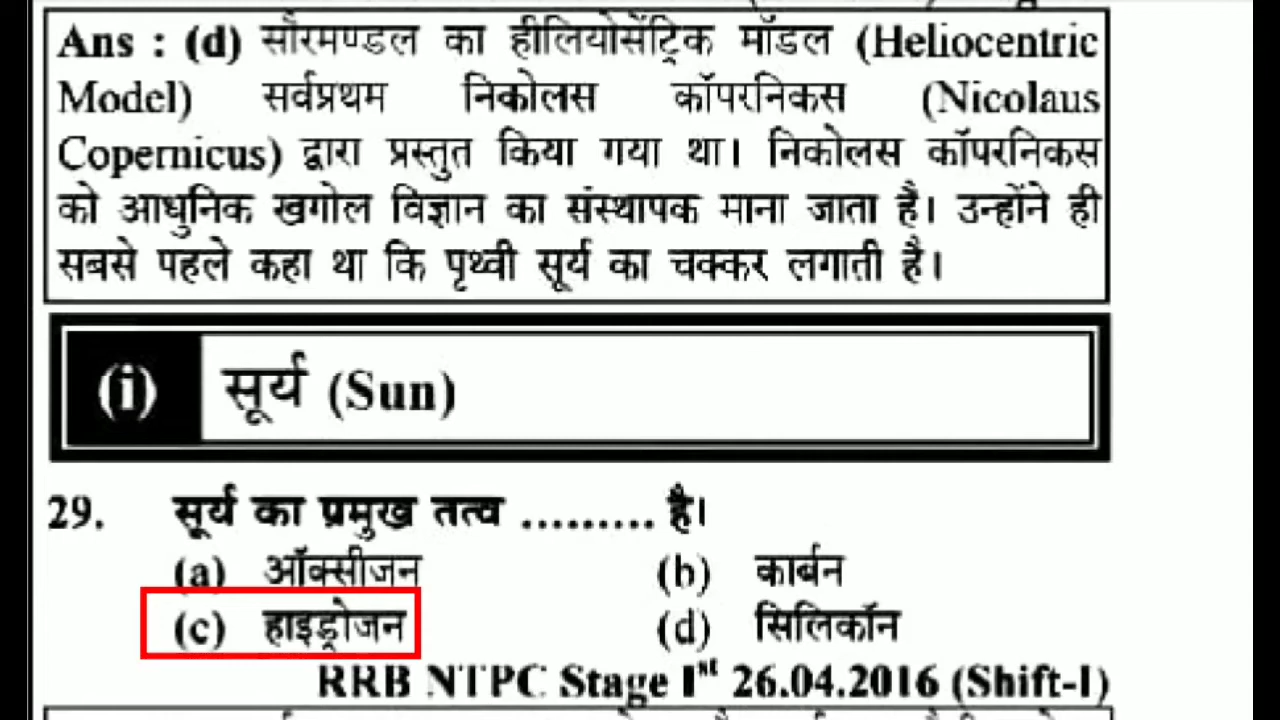 Ans : (d) सौरमण्डल का हीलियोसेंट्रिक मॉडल (Heliocentric
Model) सर्वप्रथम निकोलस कॉपरनिकस (Nicolaus
Copernicus) द्वारा प्रस्तुत किया गया था। निकोलस कॉपरनिकस
को आधुनिक खगोल विज्ञान का संस्थापक माना जाता है। उन्होंने ही
सबसे पहले कहा था कि पृथ्वी सूर्य का चक्कर लगाती है।
(i) सूर्य (Sun)
29. सूर्य का प्रमुख तत्व ......... है।
(a) ऑक्सीजन (b) कार्बन
(c) हाइड्रोजन (d) सिलिकॉन
RRB NTPC Stage Ist 26.04.2016 (Shift-I)